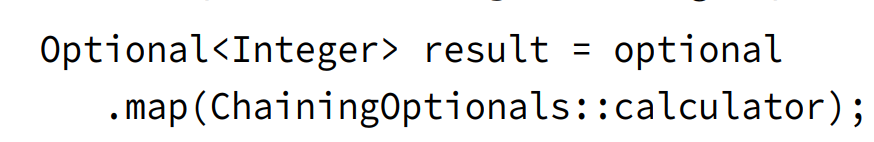 Optional<Integer> result = optional
.map(ChainingOptionals::calculator);